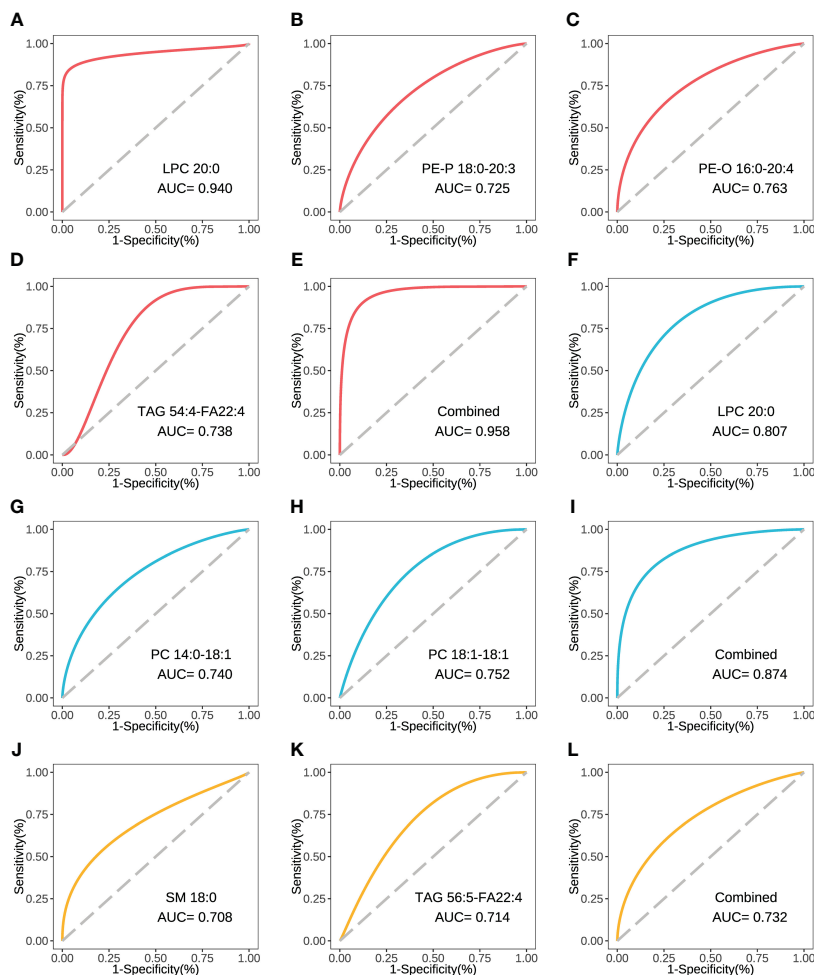 A
B
C
1.00
0.75
0.50
0.25
0.00
Sensitivity(%)
LPC 20:0
AUC= 0.940
0.00 0.25 0.50 0.75 1.00
1-Specificity(%)
1.00
0.75
0.50
0.25
0.00
Sensitivity(%)
PE-P 18:0-20:3
AUC= 0.725
0.00 0.25 0.50 0.75 1.00
1-Specificity(%)
1.00
0.75
0.50
0.25
0.00
Sensitivity(%)
PE-O 16:0-20:4
AUC= 0.763
0.00 0.25 0.50 0.75 1.00
1-Specificity(%)
D
E
F
1.00
0.75
0.50
0.25
0.00
Sensitivity(%)
TAG 54:4-FA22:4
AUC= 0.738
0.00 0.25 0.50 0.75 1.00
1-Specificity(%)
1.00
0.75
0.50
0.25
0.00
Sensitivity(%)
Combined
AUC= 0.958
0.00 0.25 0.50 0.75 1.00
1-Specificity(%)
1.00
0.75
0.50
0.25
0.00
Sensitivity(%)
LPC 20:0
AUC= 0.807
0.00 0.25 0.50 0.75 1.00
1-Specificity(%)
G
H
I
1.00
0.75
0.50
0.25
0.00
Sensitivity(%)
PC 14:0-18:1
AUC= 0.740
0.00 0.25 0.50 0.75 1.00
1-Specificity(%)
1.00
0.75
0.50
0.25
0.00
Sensitivity(%)
PC 18:1-18:1
AUC= 0.752
0.00 0.25 0.50 0.75 1.00
1-Specificity(%)
1.00
0.75
0.50
0.25
0.00
Sensitivity(%)
Combined
AUC= 0.874
0.00 0.25 0.50 0.75 1.00
1-Specificity(%)
J
K
L
1.00
0.75
0.50
0.25
0.00
Sensitivity(%)
SM 18:0
AUC= 0.708
0.00 0.25 0.50 0.75 1.00
1-Specificity(%)
1.00
0.75
0.50
0.25
0.00
Sensitivity(%)
TAG 56:5-FA22:4
AUC= 0.714
0.00 0.25 0.50 0.75 1.00
1-Specificity(%)
1.00
0.75
0.50
0.25
0.00
Sensitivity(%)
Combined
AUC= 0.732
0.00 0.25 0.50 0.75 1.00
1-Specificity(%)